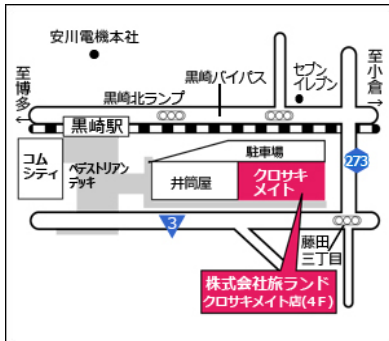 安川電機本社
至博多
↑
黒崎北ランプ
黒崎バイパス
セブン
イレブン
至小倉
→
黒崎駅
コム
シティ
ペデストリアン
デッキ
駐車場
井筒屋
クロサキ
メイト
273
3
藤田
三丁目
株式会社旅ランド
クロサキメイト店(4F)